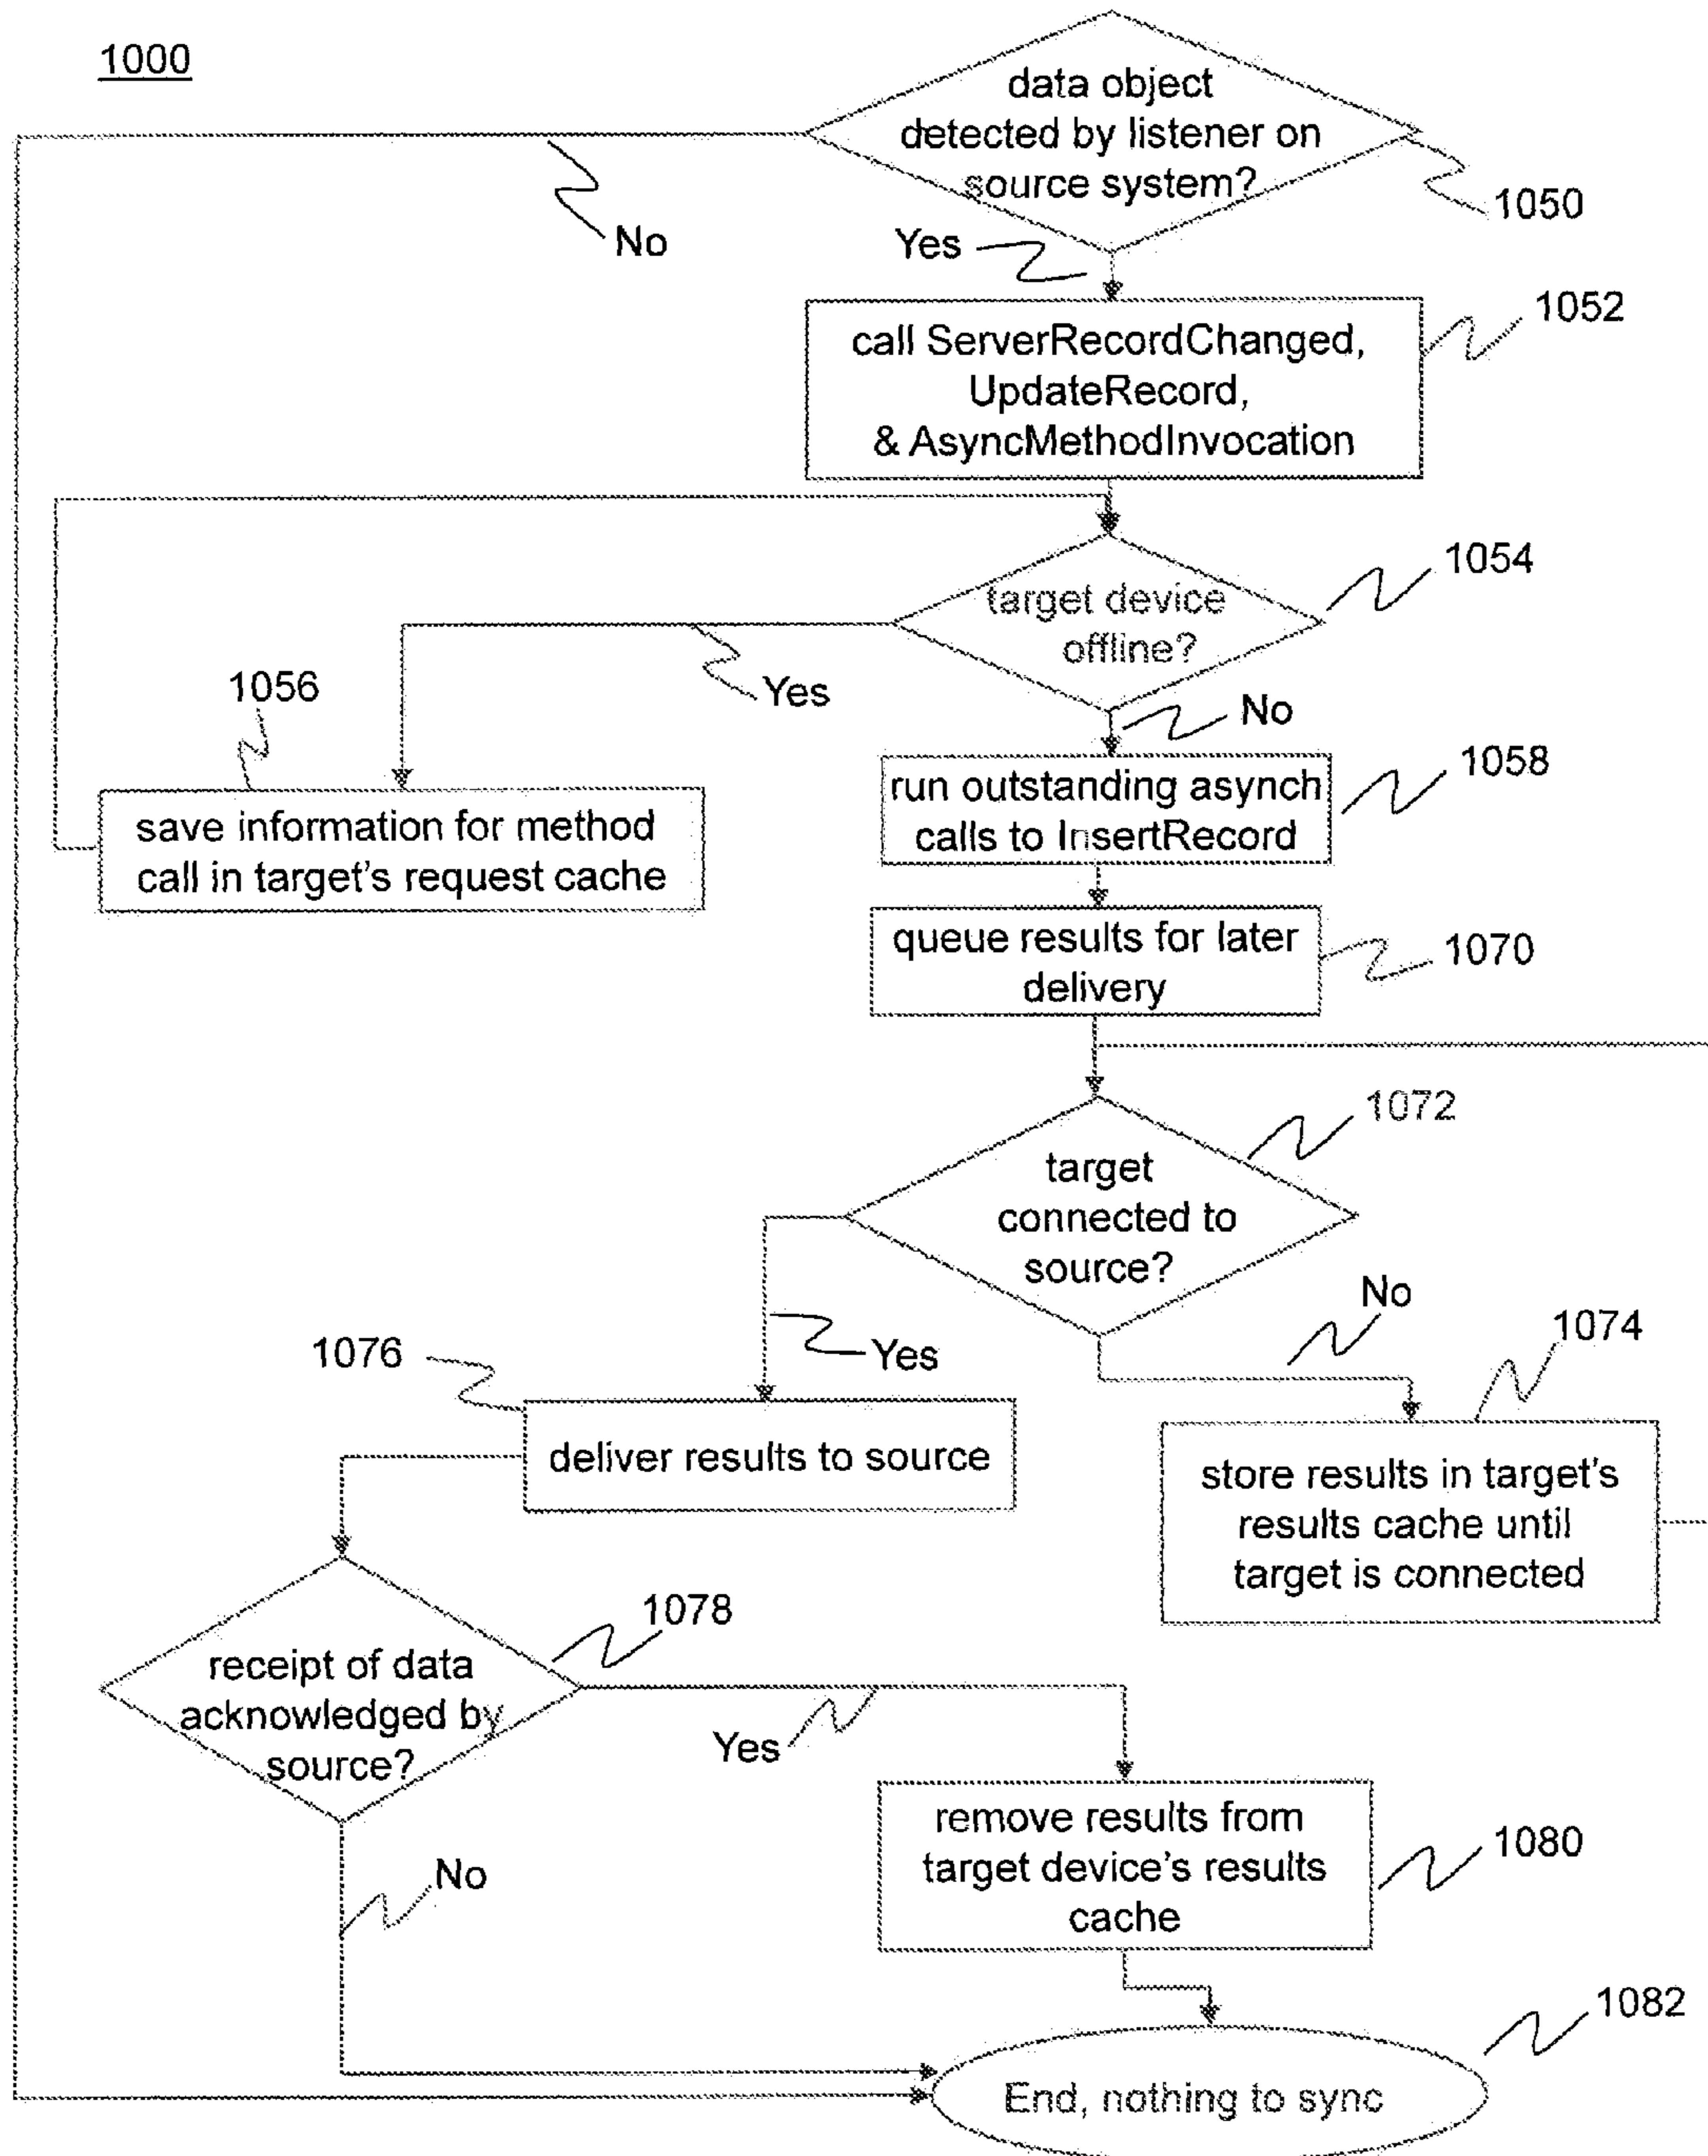 1000
data object
detected by listener on
source system?
1050
No
Yes
1052
call ServerRecordChanged,
UpdateRecord,
& AsyncMethodInvocation
1054
target device
offline?
Yes
No
1056
save information for method
call in target's request cache
1058
run outstanding asynch
calls to InsertRecord
queue results for later
delivery
1070
1072
target
connected to
source?
No
Yes
1074
1076
deliver results to source
store results in target's
results cache until
target is connected
1078
receipt of data
acknowledged by
source?
Yes
No
remove results from
target device's results
cache
1080
1082
End, nothing to sync